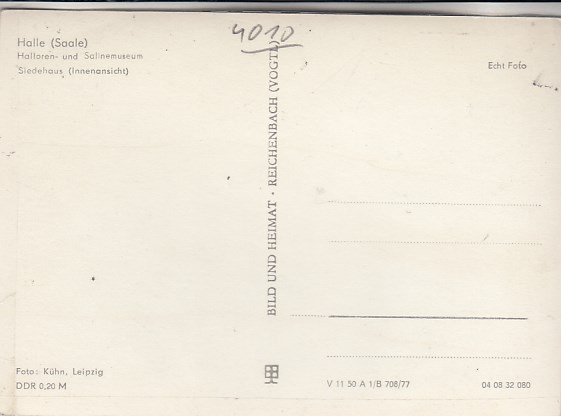 4010
Halle (Saale)
Halloren- und Salinemuseum
Siedehaus (Innenansicht)
Echt Foto
BILD UND HEIMAT · REICHENBACH (VOGTL)
Foto: Kühn, Leipzig
DDR 0,20 M
V 11 50 A 1/B 708/77
04 08 32 080